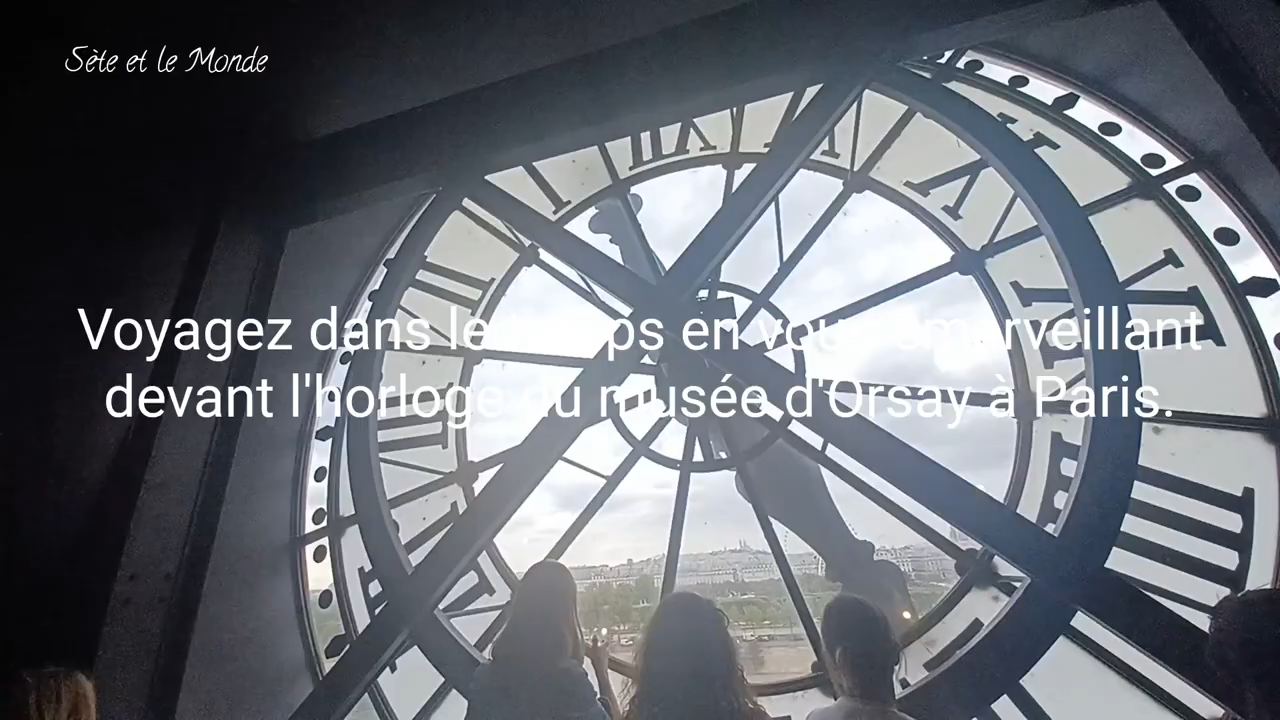 Sète et le Monde
Voyagez dans le temps en vous émerveillant
devant l'horloge du musée d'Orsay à Paris.